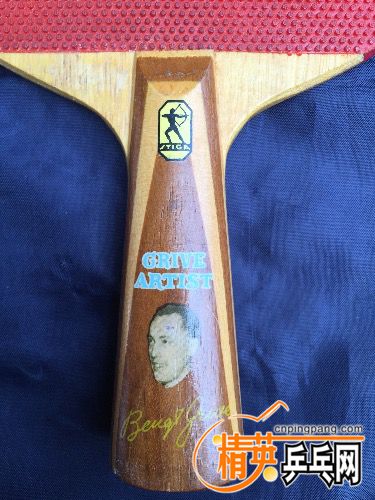 STIGA
GRIVE
ARTIST
Bengt Grive
cnpingpang.com
精英乒乓网